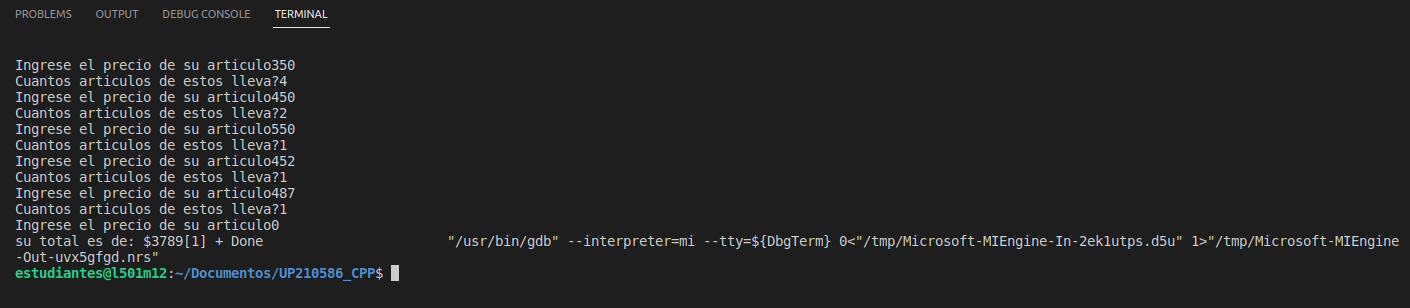 PROBLEMS OUTPUT DEBUG CONSOLE TERMINAL
Ingrese el precio de su articulo350
Cuantos articulos de estos lleva?4
Ingrese el precio de su articulo450
Cuantos articulos de estos lleva?2
Ingrese el precio de su articulo550
Cuantos articulos de estos lleva?1
Ingrese el precio de su articulo452
Cuantos articulos de estos lleva?1
Ingrese el precio de su articulo487
Cuantos articulos de estos lleva?1
Ingrese el precio de su articulo0
su total es de: $3789[1] + Done                       "/usr/bin/gdb" --interpreter=mi --tty=${DbgTerm} 0<"/tmp/Microsoft-MIEngine-In-2ek1utps.d5u" 1>"/tmp/Microsoft-MIEngine
-Out-uvx5gfgd.nrs"
estudiantes@l501m12:~/Documentos/UP210586_CPP$